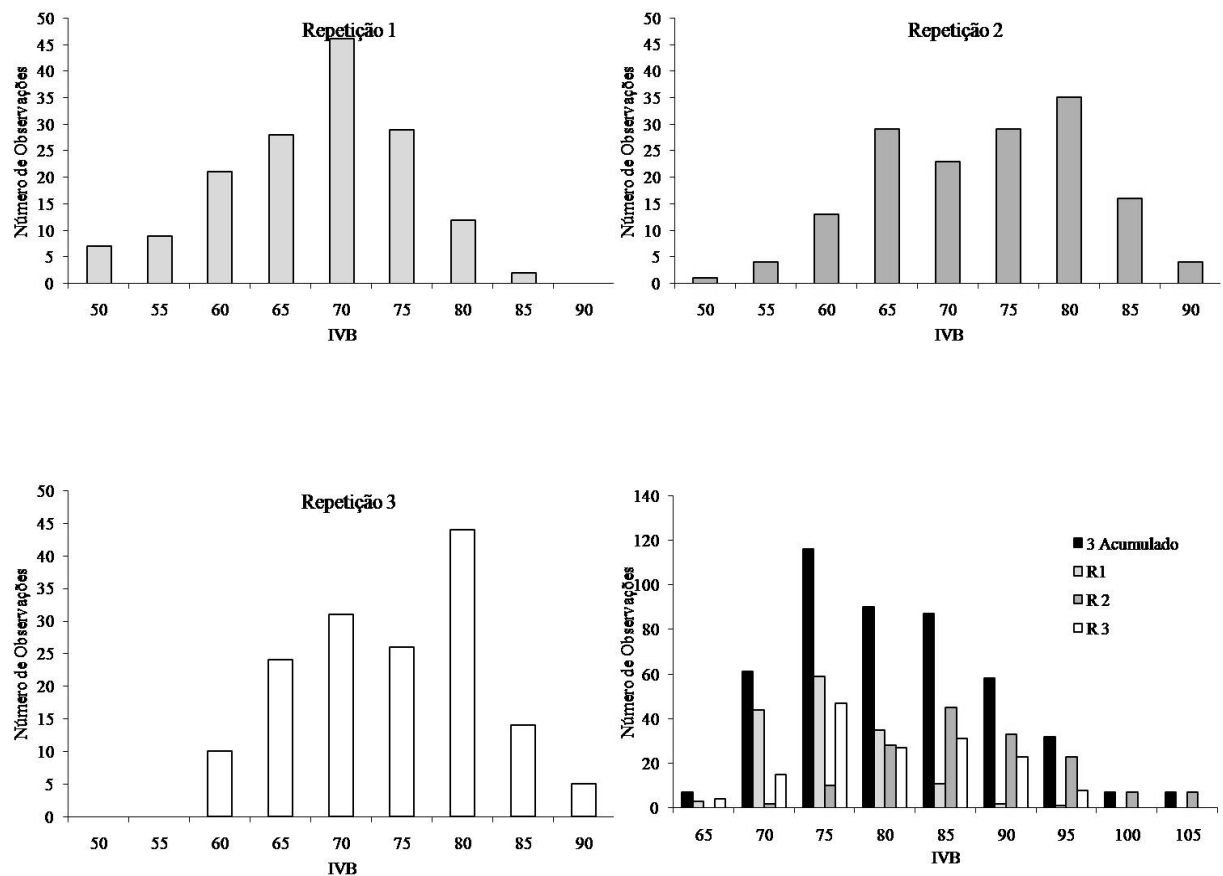 Repetição 1
Número de Observações
50
45
40
35
30
25
20
15
10
5
0
50 55 60 65 70 75 80 85 90
IVB
Repetição 2
Número de Observações
50
45
40
35
30
25
20
15
10
5
0
50 55 60 65 70 75 80 85 90
IVB
Repetição 3
Número de Observações
50
45
40
35
30
25
20
15
10
5
0
50 55 60 65 70 75 80 85 90
IVB
Número de Observações
140
120
100
80
60
40
20
0
3 Acumulado
R1
R 2
R 3
65 70 75 80 85 90 95 100 105
IVB